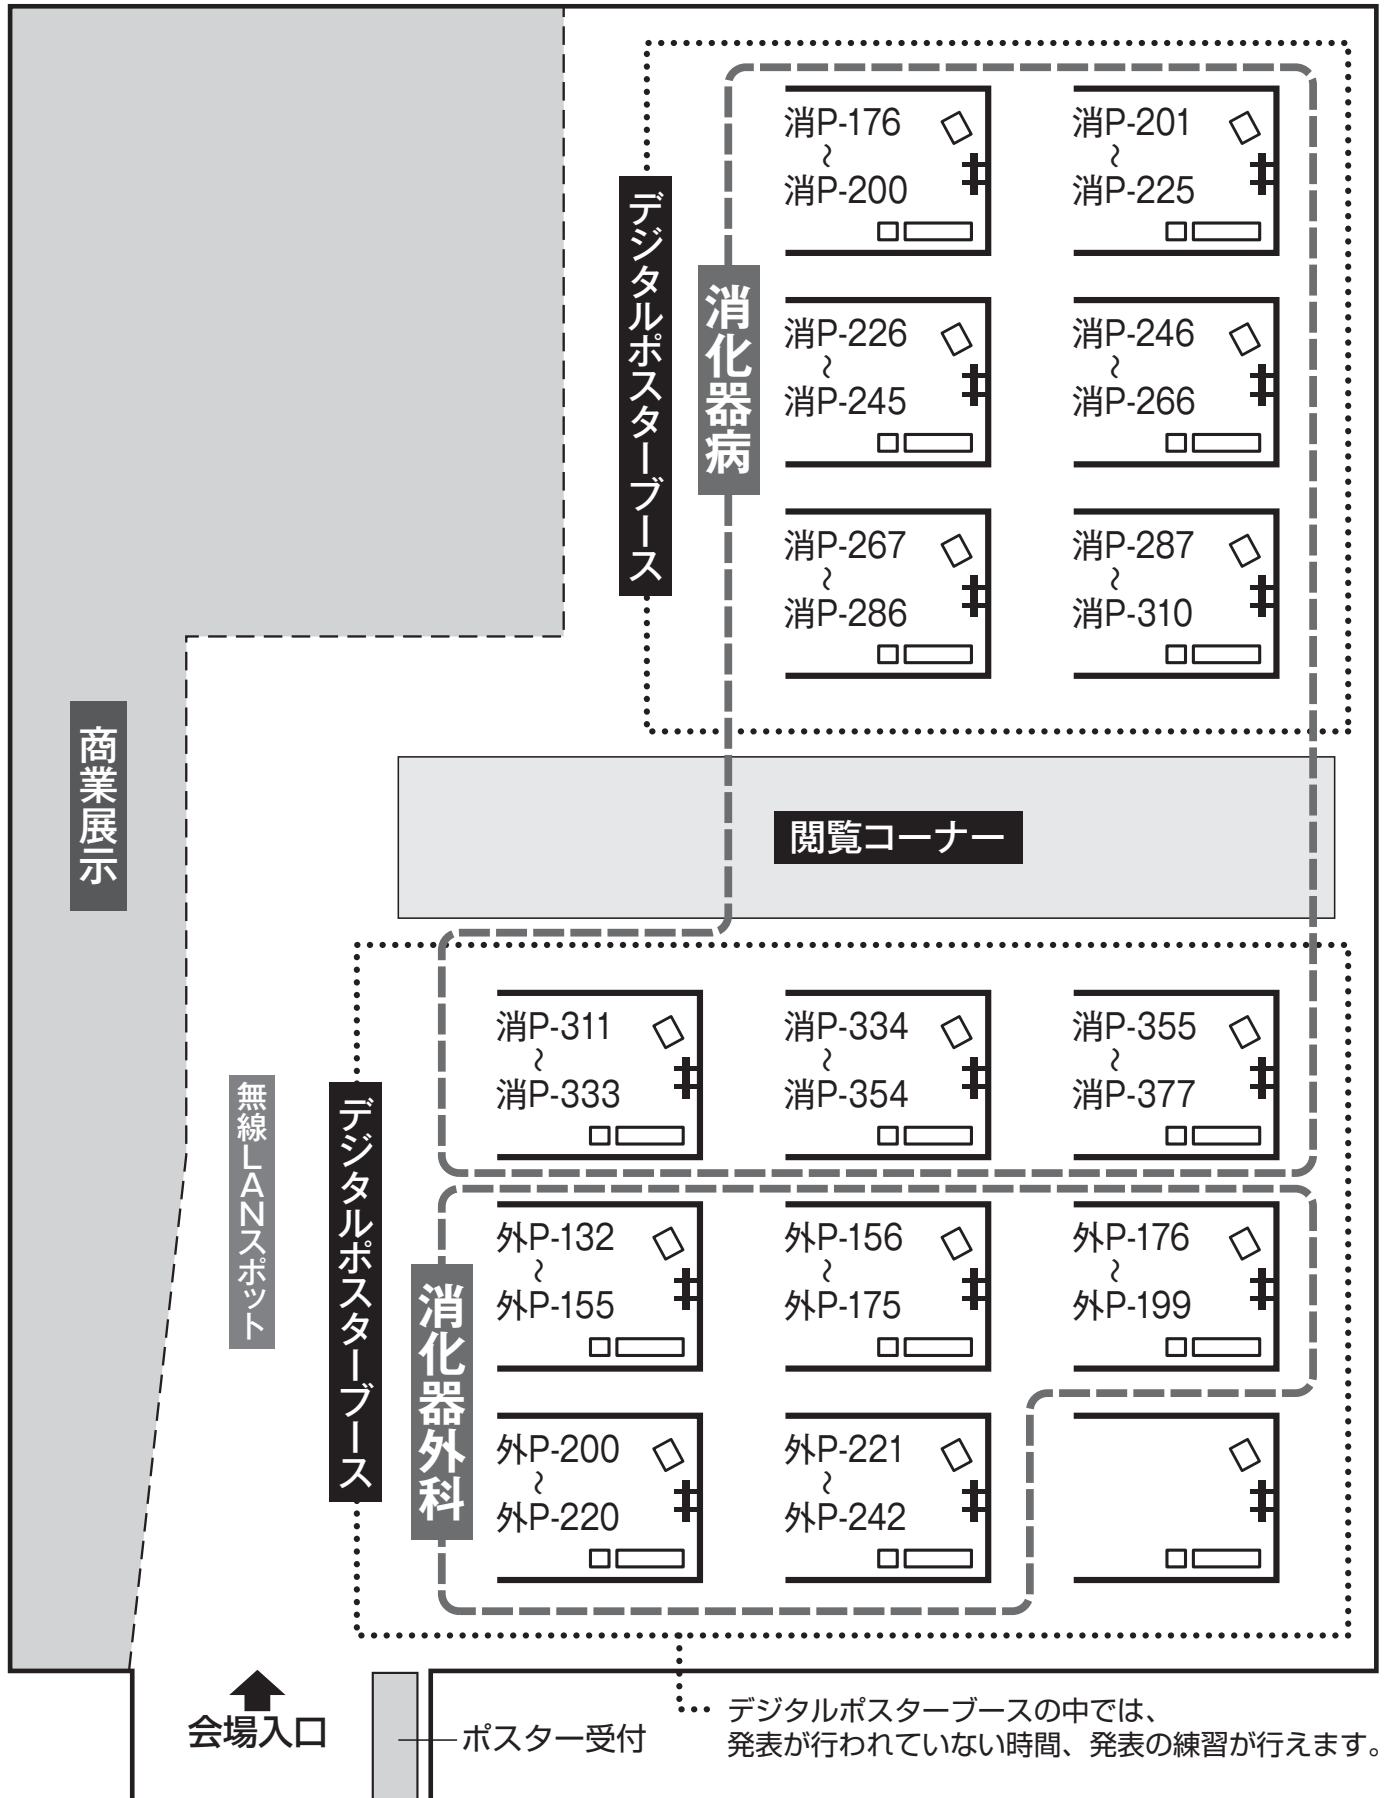 消P-176
～
消P-200
消P-201
～
消P-225
デジタルポスターブース
消化器病
消P-226
～
消P-245
消P-246
～
消P-266
消P-267
～
消P-286
消P-287
～
消P-310
商業展示
閲覧コーナー
消P-311
～
消P-333
消P-334
～
消P-354
消P-355
～
消P-377
無線LANスポット
デジタルポスターブース
消化器外科
外P-132
～
外P-155
外P-156
～
外P-175
外P-176
～
外P-199
外P-200
～
外P-220
外P-221
～
外P-242
会場入口
ポスター受付
デジタルポスターブースの中では、
発表が行われていない時間、発表の練習が行えます。